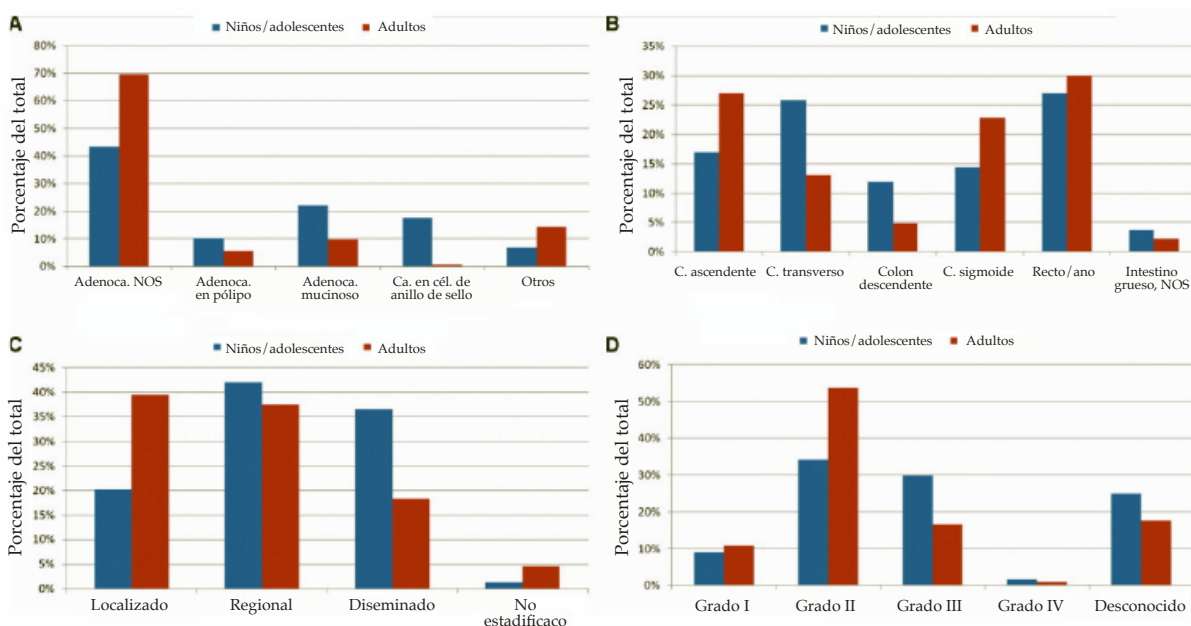 A
Niños/adolescentes Adultos
Porcentaje del total
80%
70%
60%
50%
40%
30%
20%
10%
0%
Adenoca. NOS
Adenoca.
en pólipo
Adenoca.
mucinoso
Ca. en cél. de
anillo de sello
Otros
B
Niños/adolescentes Adultos
Porcentaje del total
35%
30%
25%
20%
15%
10%
5%
0%
C. ascendente
C. transverso
Colon
descendente
C. sigmoide
Recto/ano
Intestino
grueso, NOS
C
Niños/adolescentes Adultos
Porcentaje del total
45%
40%
35%
30%
25%
20%
15%
10%
5%
0%
Localizado
Regional
Diseminado
No
estadificaco
D
Niños/adolescentes Adultos
Porcentaje del total
60%
50%
40%
30%
20%
10%
0%
Grado I
Grado II
Grado III
Grado IV
Desconocido